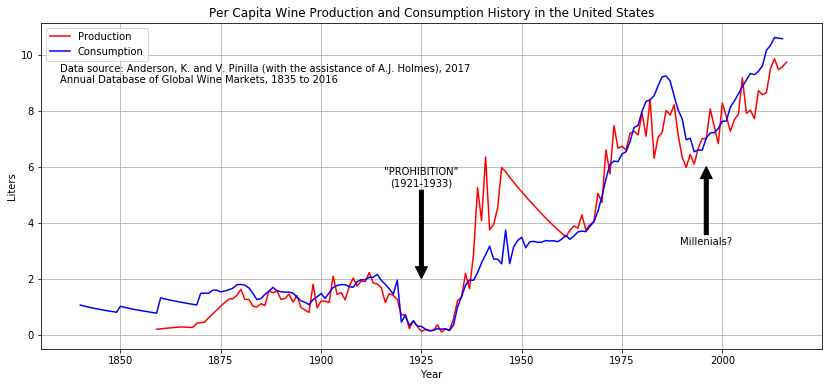 Per Capita Wine Production and Consumption History in the United States
Production
Consumption
Data source: Anderson, K. and V. Pinilla (with the assistance of A.J. Holmes), 2017
Annual Database of Global Wine Markets, 1835 to 2016
"PROHIBITION"
(1921-1933)
Millenials?
Liters
10
8
6
4
2
0
1850
1875
1900
1925
1950
1975
2000
Year